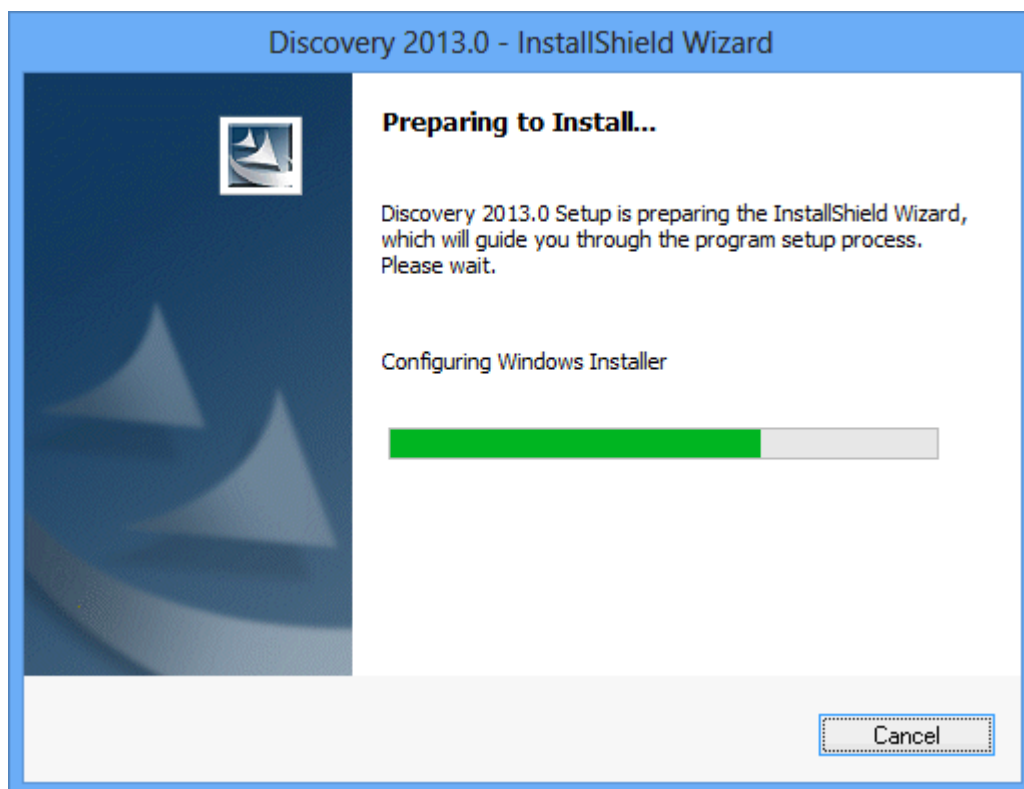 Discovery 2013.0 - InstallShield Wizard
Preparing to Install...
Discovery 2013.0 Setup is preparing the InstallShield Wizard,
which will guide you through the program setup process.
Please wait.
Configuring Windows Installer
Cancel